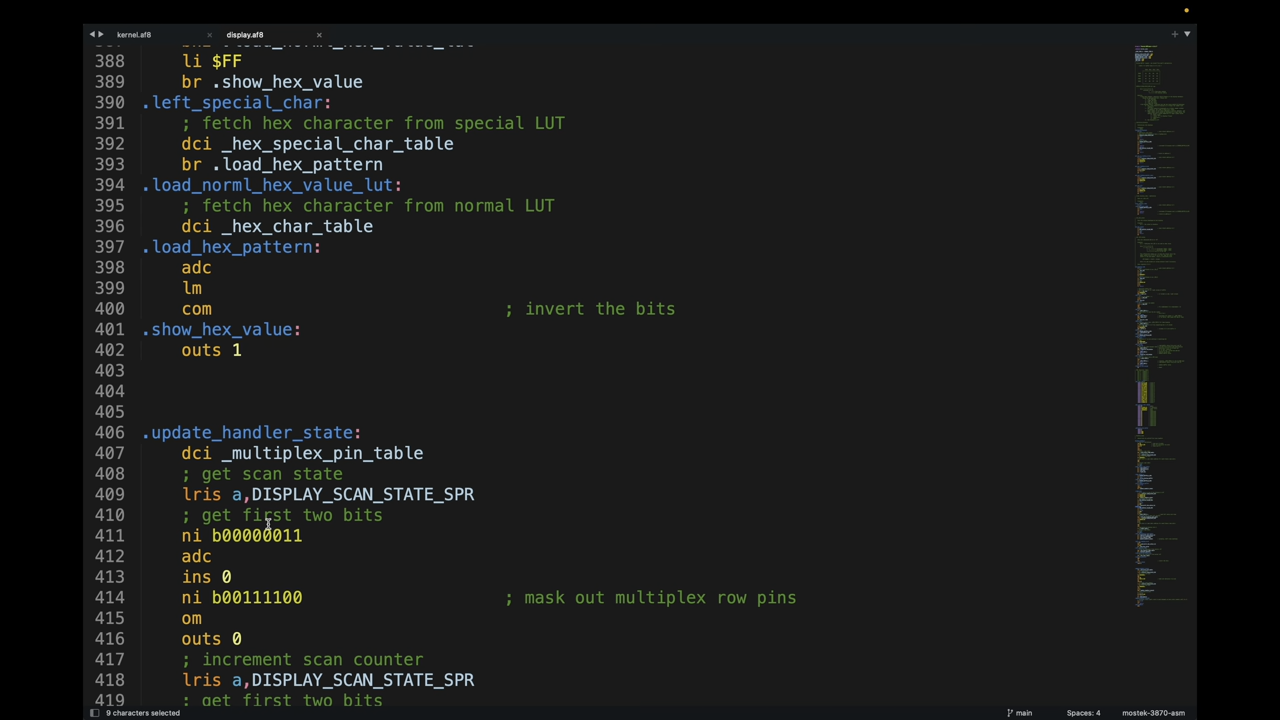 kernel.af8 × display.af8 ×
388 li $FF
389 br .show_hex_value
390 .left_special_char:
391 ; fetch hex character from special LUT
392 dci _hex_special_char_table
393 br .load_hex_pattern
394 .load_norml_hex_value_lut:
395 ; fetch hex character from normal LUT
396 dci _hex_char_table
397 .load_hex_pattern:
398 adc
399 lm
400 com ; invert the bits
401 .show_hex_value:
402 outs 1
403
404
405
406 .update_handler_state:
407 dci _multiplex_pin_table
408 ; get scan state
409 lris a,DISPLAY_SCAN_STATE_SPR
410 ; get first two bits
411 ni b00000011
412 adc
413 ins 0
414 ni b00111100 ; mask out multiplex row pins
415 om
416 outs 0
417 ; increment scan counter
418 lris a,DISPLAY_SCAN_STATE_SPR
419 ; get first two bits
9 characters selected main Spaces: 4 mostek-3870-asm